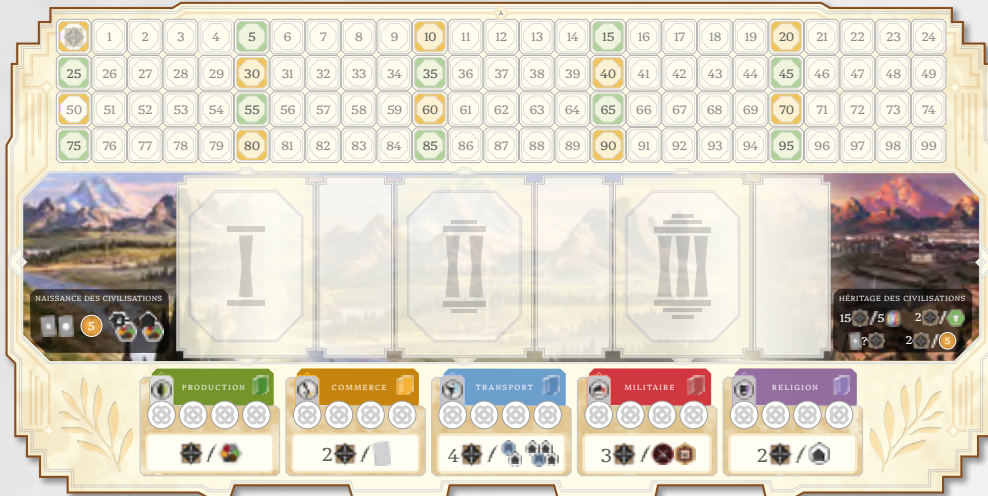 A
1 2 3 4 5 6 7 8 9 10 11 12 13 14 15 16 17 18 19 20 21 22 23 24
25 26 27 28 29 30 31 32 33 34 35 36 37 38 39 40 41 42 43 44 45 46 47 48 49
50 51 52 53 54 55 56 57 58 59 60 61 62 63 64 65 66 67 68 69 70 71 72 73 74
75 76 77 78 79 80 81 82 83 84 85 86 87 88 89 90 91 92 93 94 95 96 97 98 99
I II III
NAISSANCE DES CIVILISATIONS
5
HÉRITAGE DES CIVILISATIONS
15 /5 2 /
? 2 /5
PRODUCTION COMMERCE TRANSPORT MILITAIRE RELIGION
/ 2 / 4 / 3 / 2 /